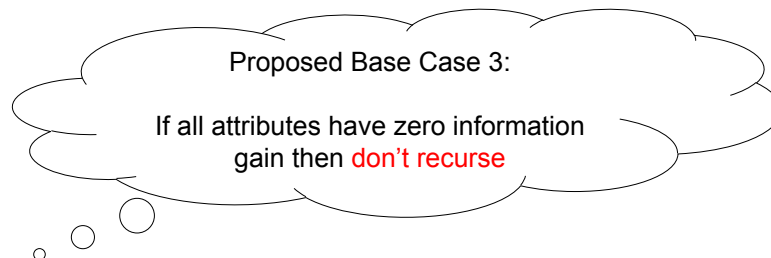 Proposed Base Case 3:
If all attributes have zero information
gain then don't recurse